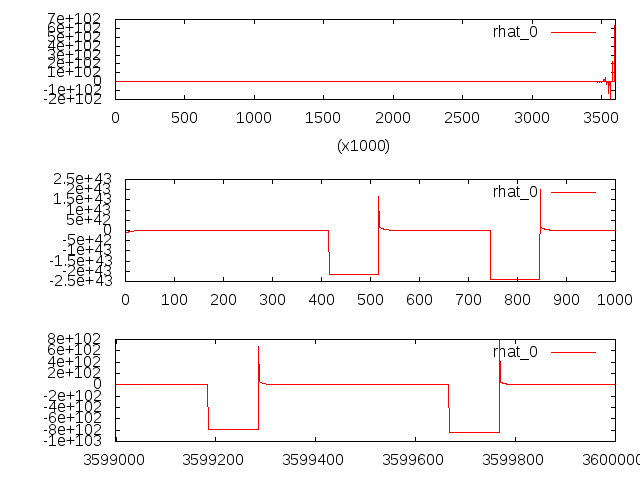 7e+102
6e+102 rhat_0
5e+102
4e+102
3e+102
2e+102
1e+102
0
-1e+102
-2e+102
0 500 1000 1500 2000 2500 3000 3500
(x1000)
2.5e+43
2e+43 rhat_0
1.5e+43
1e+43
5e+42
0
-5e+42
-1e+43
-1.5e+43
-2e+43
-2.5e+43
0 100 200 300 400 500 600 700 800 900 1000
8e+102
6e+102 rhat_0
4e+102
2e+102
0
-2e+102
-4e+102
-6e+102
-8e+102
-1e+103
3599000 3599200 3599400 3599600 3599800 3600000